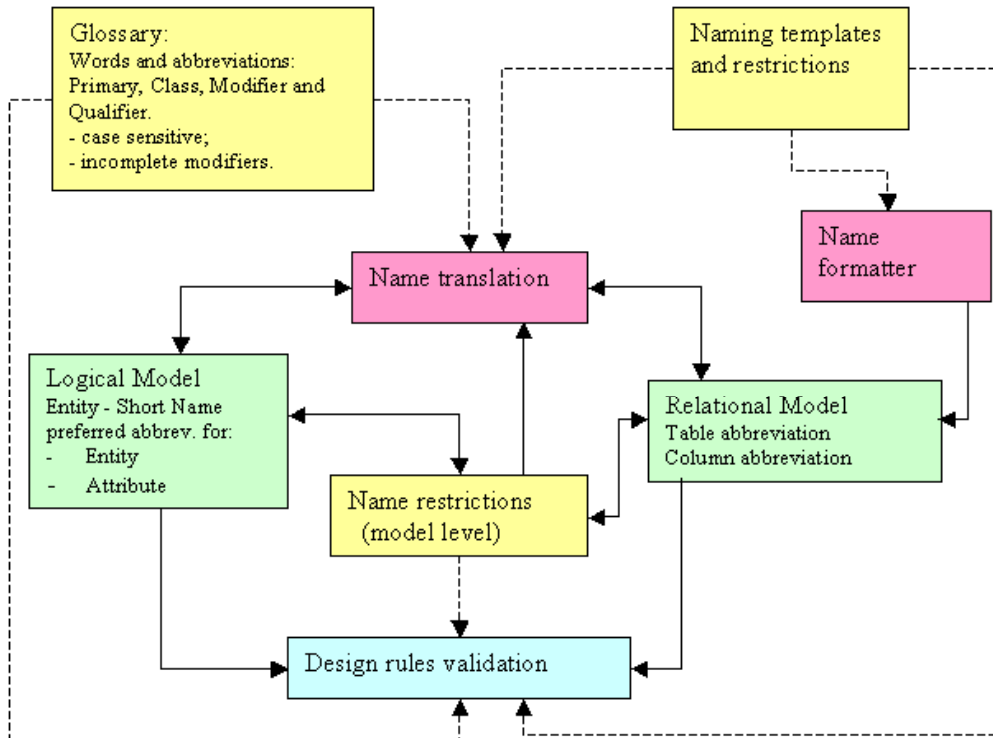 Glossary:
Words and abbreviations:
Primary, Class, Modifier and
Qualifier.
- case sensitive;
- incomplete modifiers.
Naming templates
and restrictions
Name
formatter
Name translation
Logical Model
Entity - Short Name
preferred abbrev. for:
- Entity
- Attribute
Relational Model
Table abbreviation
Column abbreviation
Name restrictions
(model level)
Design rules validation